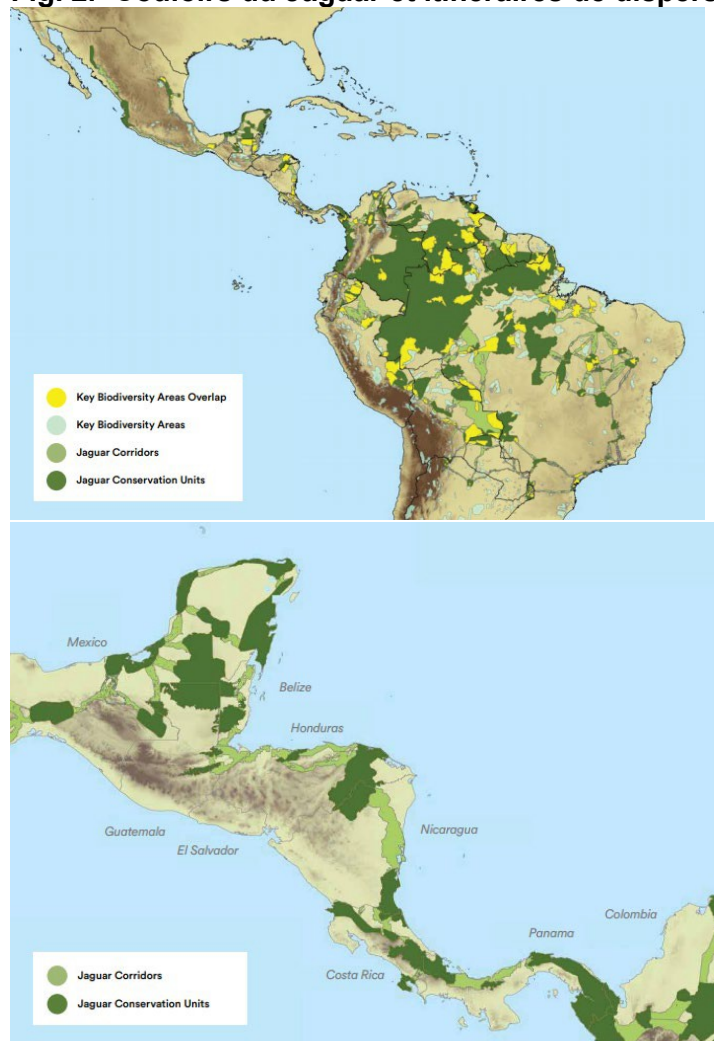 Key Biodiversity Areas Overlap
Key Biodiversity Areas
Jaguar Corridors
Jaguar Conservation Units
Mexico
Belize
Honduras
Guatemala
El Salvador
Nicaragua
Costa Rica
Panama
Colombia
Jaguar Corridors
Jaguar Conservation Units